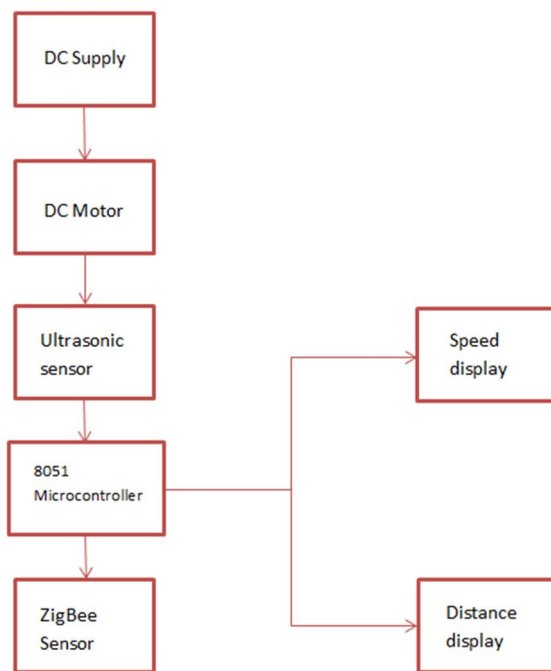 DC Supply
DC Motor
Ultrasonic
sensor
Speed
display
8051
Microcontroller
ZigBee
Sensor
Distance
display